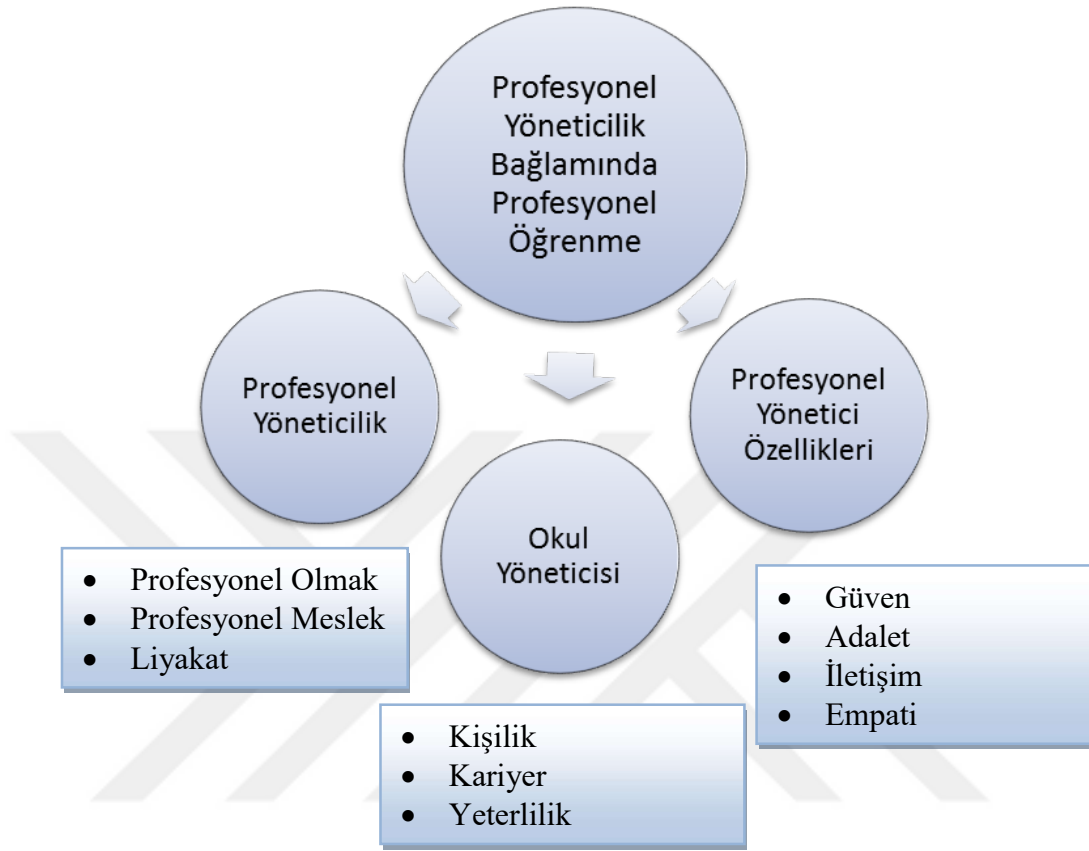 Profesyonel
Yöneticilik
Bağlamında
Profesyonel
Öğrenme
Profesyonel
Yöneticilik
Profesyonel
Yönetici
Özellikleri
Okul
Yöneticisi
• Profesyonel Olmak
• Profesyonel Meslek
• Liyakat
• Güven
• Adalet
• İletişim
• Empati
• Kişilik
• Kariyer
• Yeterlilik